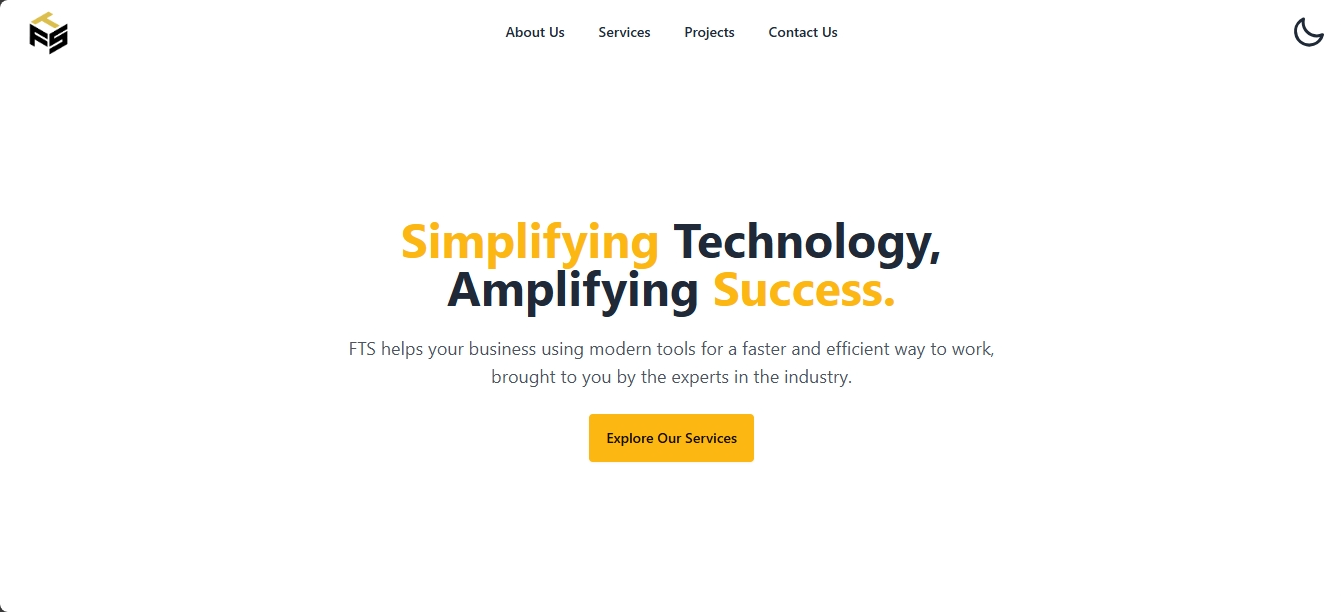 FTS
About Us
Services
Projects
Contact Us
Simplifying Technology,
Amplifying Success.
FTS helps your business using modern tools for a faster and efficient way to work,
brought to you by the experts in the industry.
Explore Our Services